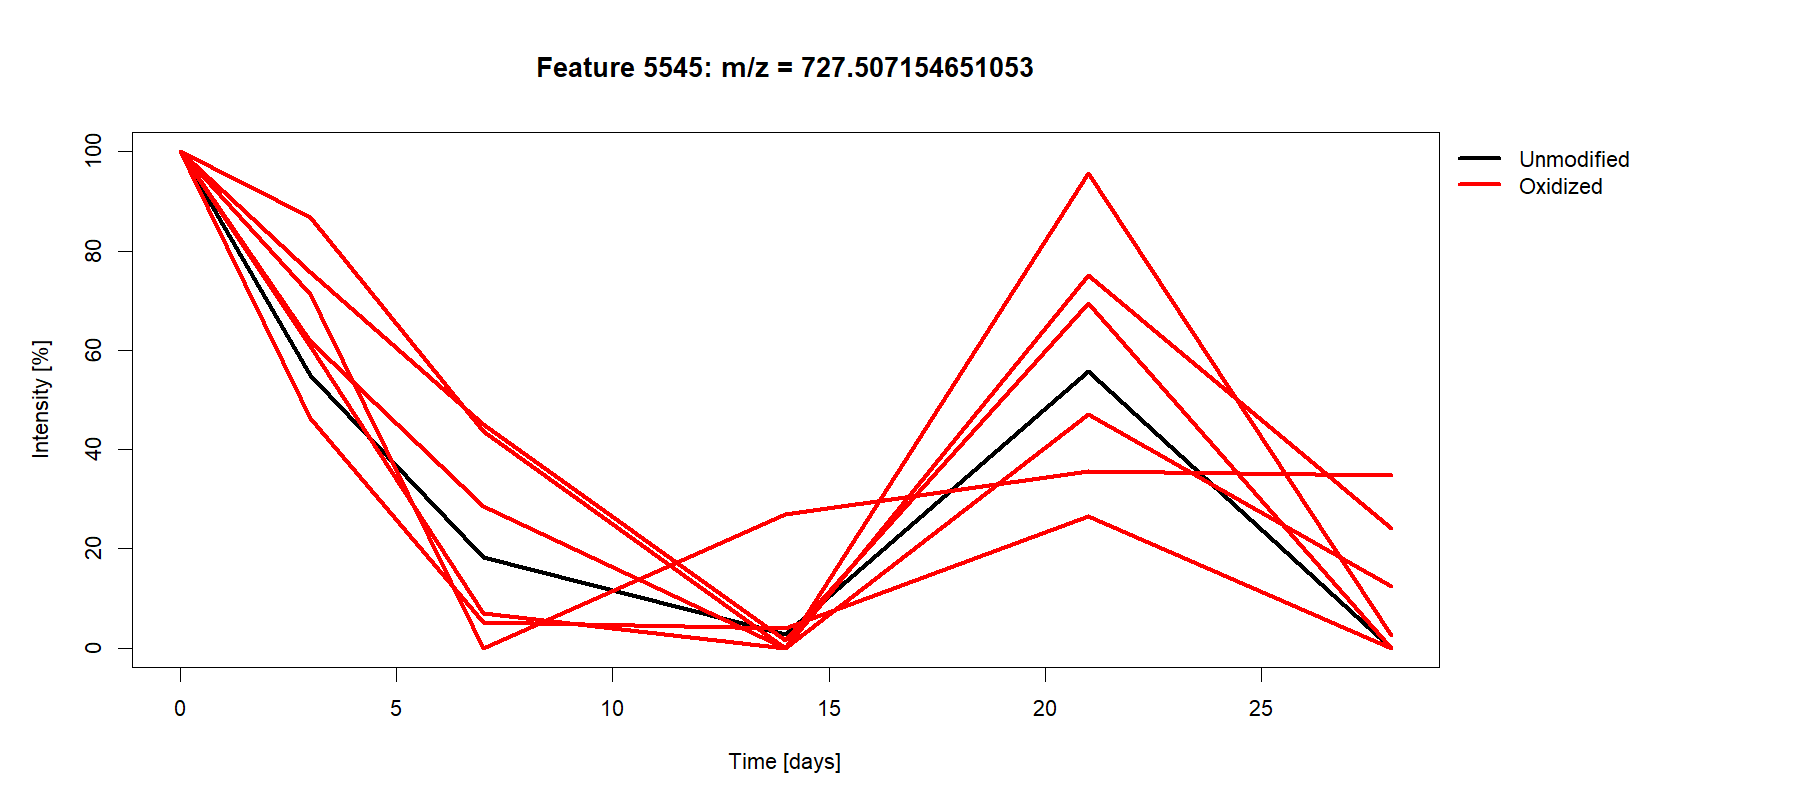 Feature 5545: m/z = 727.507154651053
Unmodified
Oxidized
100
80
60
40
20
0
Intensity [%]
0 5 10 15 20 25
Time [days]